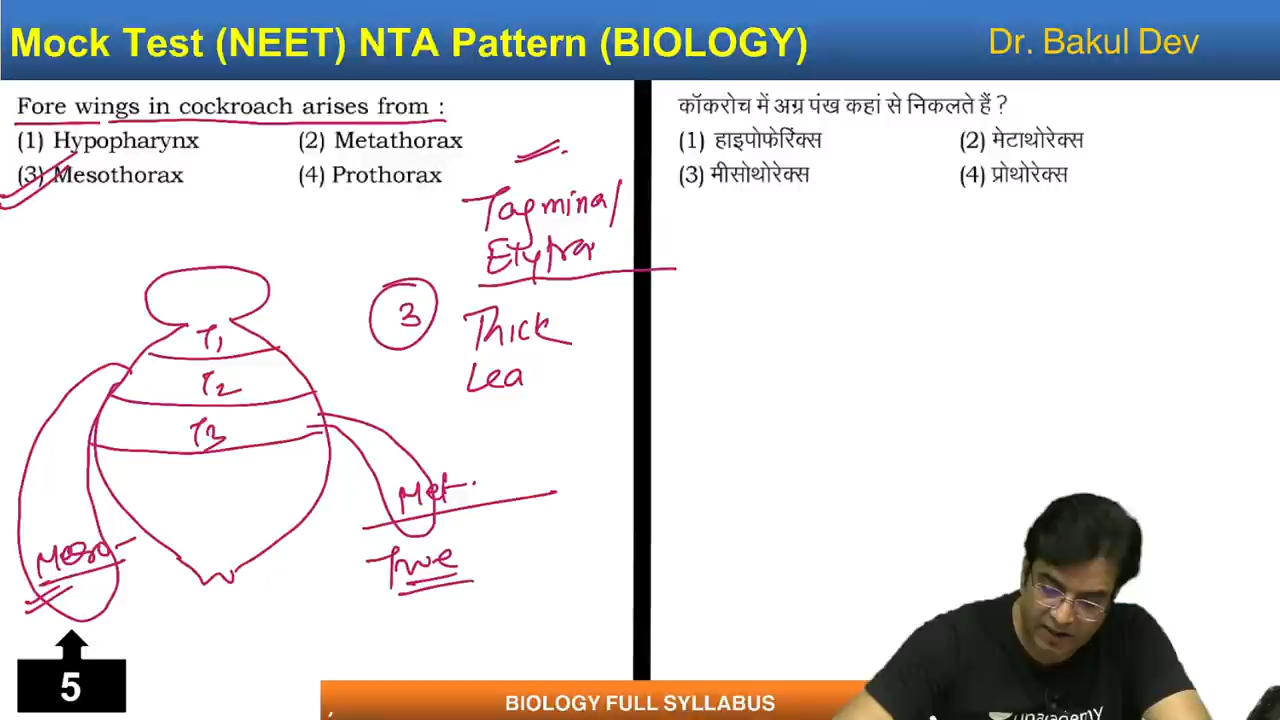 Mock Test (NEET) NTA Pattern (BIOLOGY)
Dr. Bakul Dev
Fore wings in cockroach arises from :
(1) Hypopharynx (2) Metathorax
(3) Mesothorax (4) Prothorax
कॉकरोच में अग्र पंख कहां से निकलते हैं ?
(1) हाइपोफेरिंक्स (2) मेटाथोरेक्स
(3) मीसोथोरेक्स (4) प्रोथोरेक्स
Tagmina/
Elytra
3
Thick
Lea
T1
T2
T3
Met.
Meso-
True
5
BIOLOGY FULL SYLLABUS
unacademy